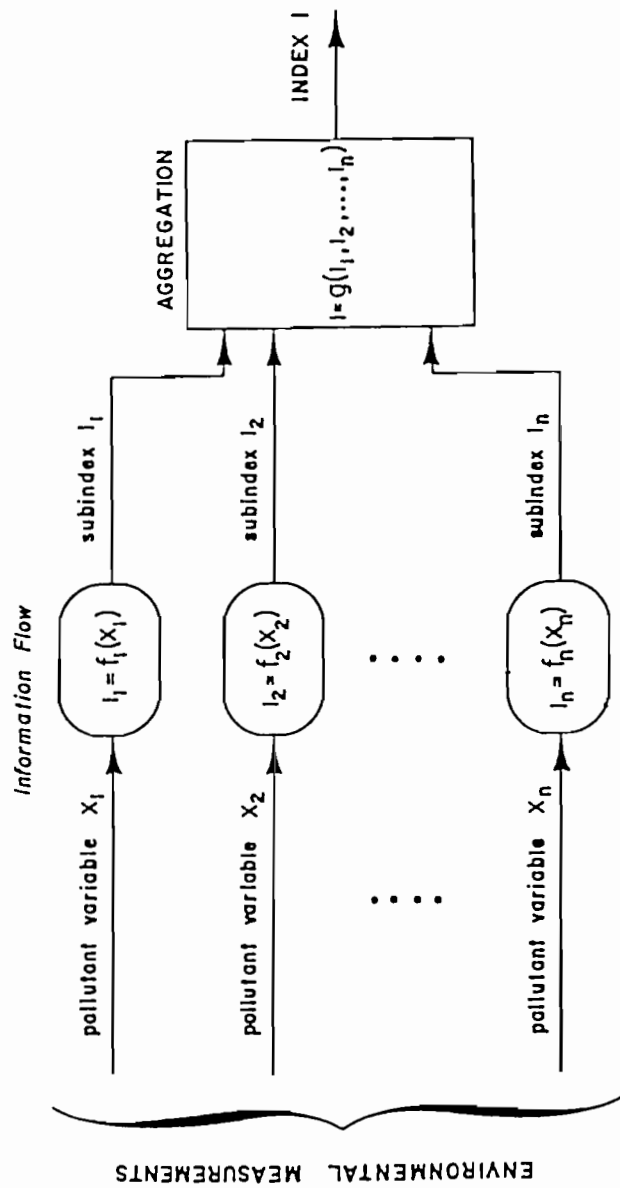 Information Flow
ENVIRONMENTAL MEASUREMENTS
pollutant variable X₁
I₁ = f₁(X₁)
subindex I₁
pollutant variable X₂
I₂ = f₂(X₂)
subindex I₂
• • • •
• • • •
pollutant variable Xₙ
Iₙ = fₙ(Xₙ)
subindex Iₙ
AGGREGATION
I = g(I₁, I₂, ...., Iₙ)
INDEX I